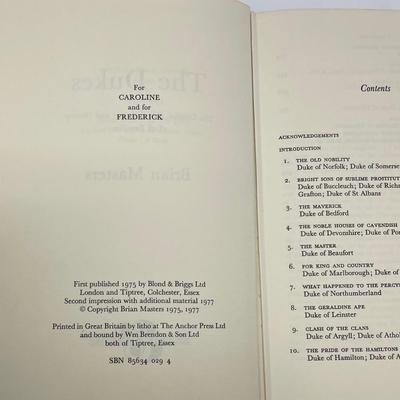 For
CAROLINE
and for
FREDERICK
The Dukes
Brian Masters
First published 1975 by Blond & Briggs Ltd
London and Tiptree, Colchester, Essex
Second impression with additional material 1977
© Copyright Brian Masters 1975, 1977
Printed in Great Britain by litho at The Anchor Press Ltd
and bound by Wm Brendon & Son Ltd
both of Tiptree, Essex
SBN 85634 029 4
Contents
ACKNOWLEDGEMENTS
INTRODUCTION
1. THE OLD NOBILITY
Duke of Norfolk; Duke of Somerse
2. BRIGHT SONS OF SUBLIME PROSTITUT
Duke of Buccleuch; Duke of Richm
Grafton; Duke of St Albans
3. THE MAVERICK
Duke of Bedford
4. THE NOBLE HOUSES OF CAVENDISH
Duke of Devonshire; Duke of Por
5. THE MASTER
Duke of Beaufort
6. FOR KING AND COUNTRY
Duke of Marlborough; Duke of
7. WHAT HAPPENED TO THE PERCYS
Duke of Northumberland
8. THE GERALDINE APE
Duke of Leinster
9. CLASH OF THE CLANS
Duke of Argyll; Duke of Athol
10. THE PRIDE OF THE HAMILTONS
Duke of Hamilton; Duke of A